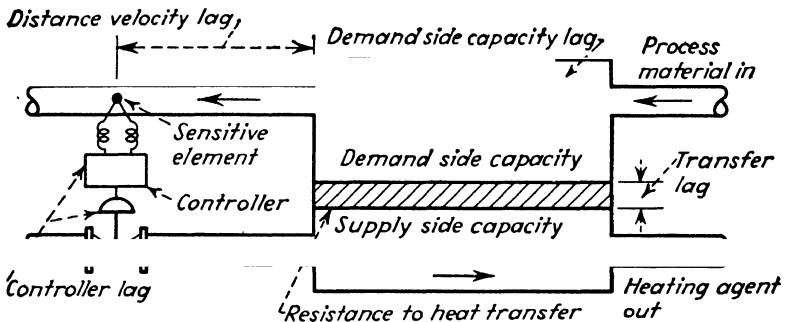 Distance velocity lag,
Demand side capacity lag,
Process
material in
Sensitive
element
Demand side capacity
Transfer
lag
Controller
Supply side capacity
Controller lag
Heating agent
out
Resistance to heat transfer